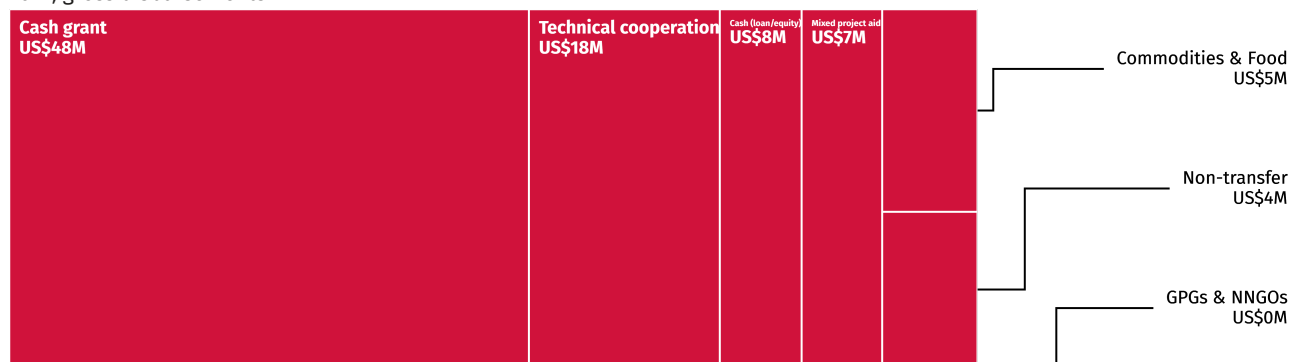 Cash grant
US$48M
Technical cooperation
US$18M
Cash (loan/equity)
US$8M
Mixed project aid
US$7M
Commodities & Food
US$5M
Non-transfer
US$4M
GPGs & NNGOs
US$0M